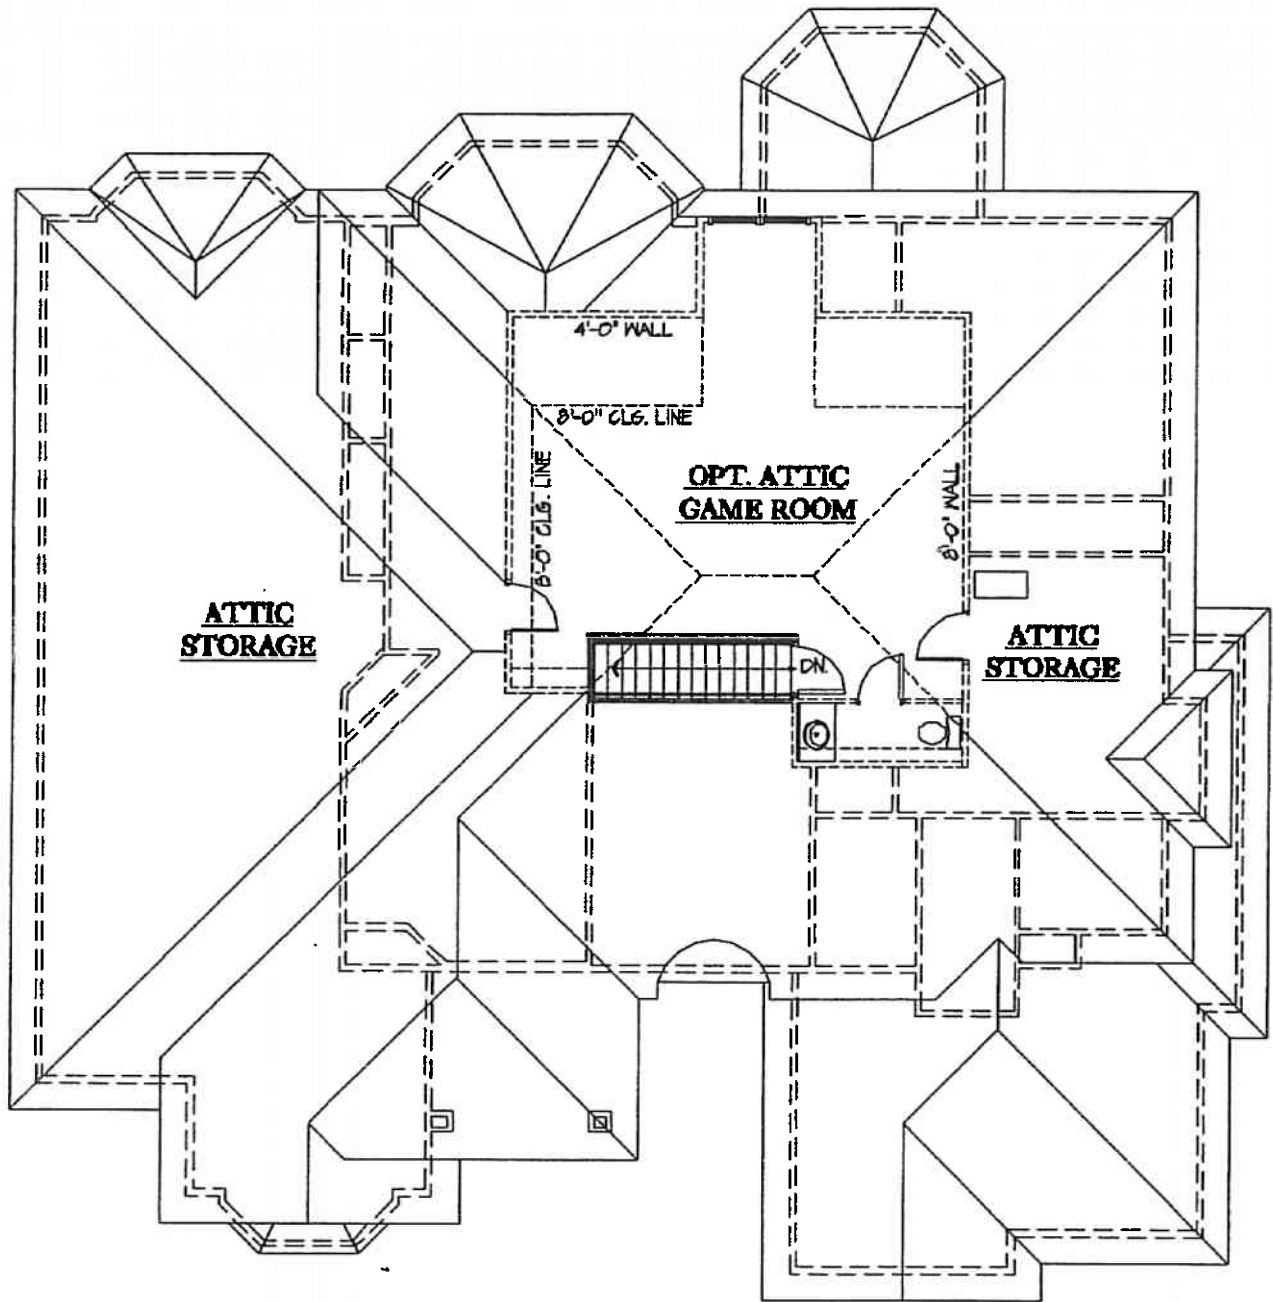 4'-0" WALL
8'-0" CLG. LINE
8'-0" CLG. LINE
OPT. ATTIC
GAME ROOM
8'-0" WALL
ATTIC
STORAGE
DN.
ATTIC
STORAGE